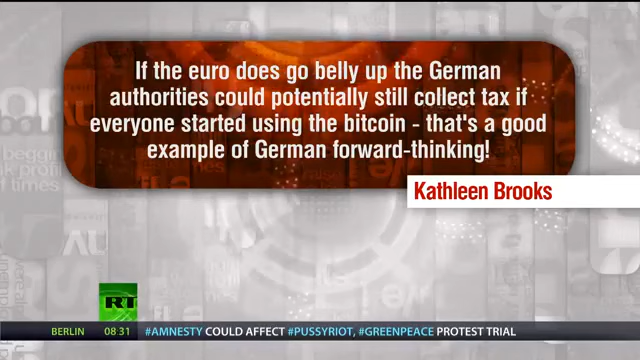 If the euro does go belly up the German
authorities could potentially still collect tax if
everyone started using the bitcoin - that's a good
example of German forward-thinking!
Kathleen Brooks
RT
BERLIN 08:31 #AMNESTY COULD AFFECT #PUSSYRIOT, #GREENPEACE PROTEST TRIAL